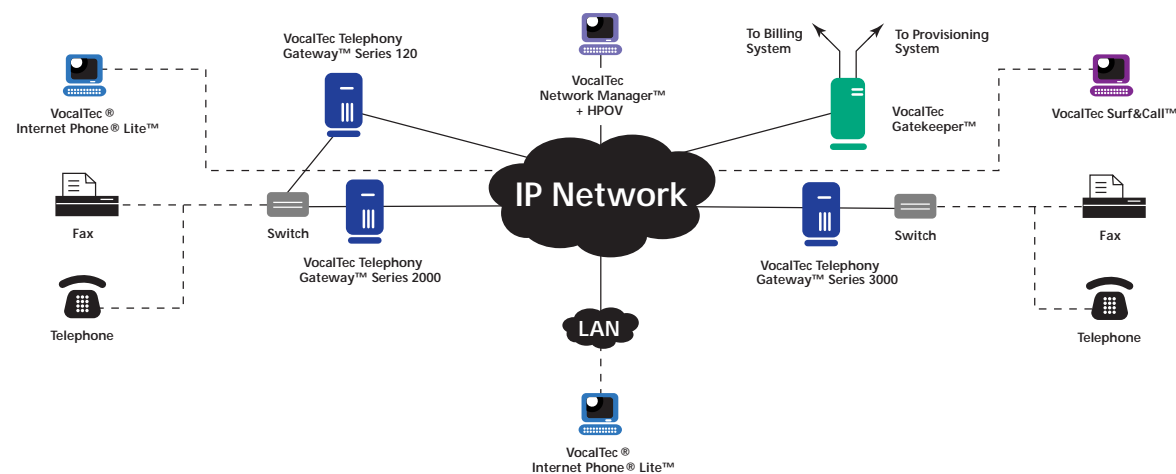 VocalTec Telephony
Gateway™ Series 120
To Billing
System
To Provisioning
System
VocalTec
Network Manager™
+ HPOV
VocalTec®
Internet Phone® Lite™
VocalTec
Gatekeeper™
VocalTec Surf&Call™
IP Network
Fax
Switch
Switch
Fax
VocalTec Telephony
Gateway™ Series 2000
VocalTec Telephony
Gateway™ Series 3000
LAN
Telephone
Telephone
VocalTec®
Internet Phone® Lite™